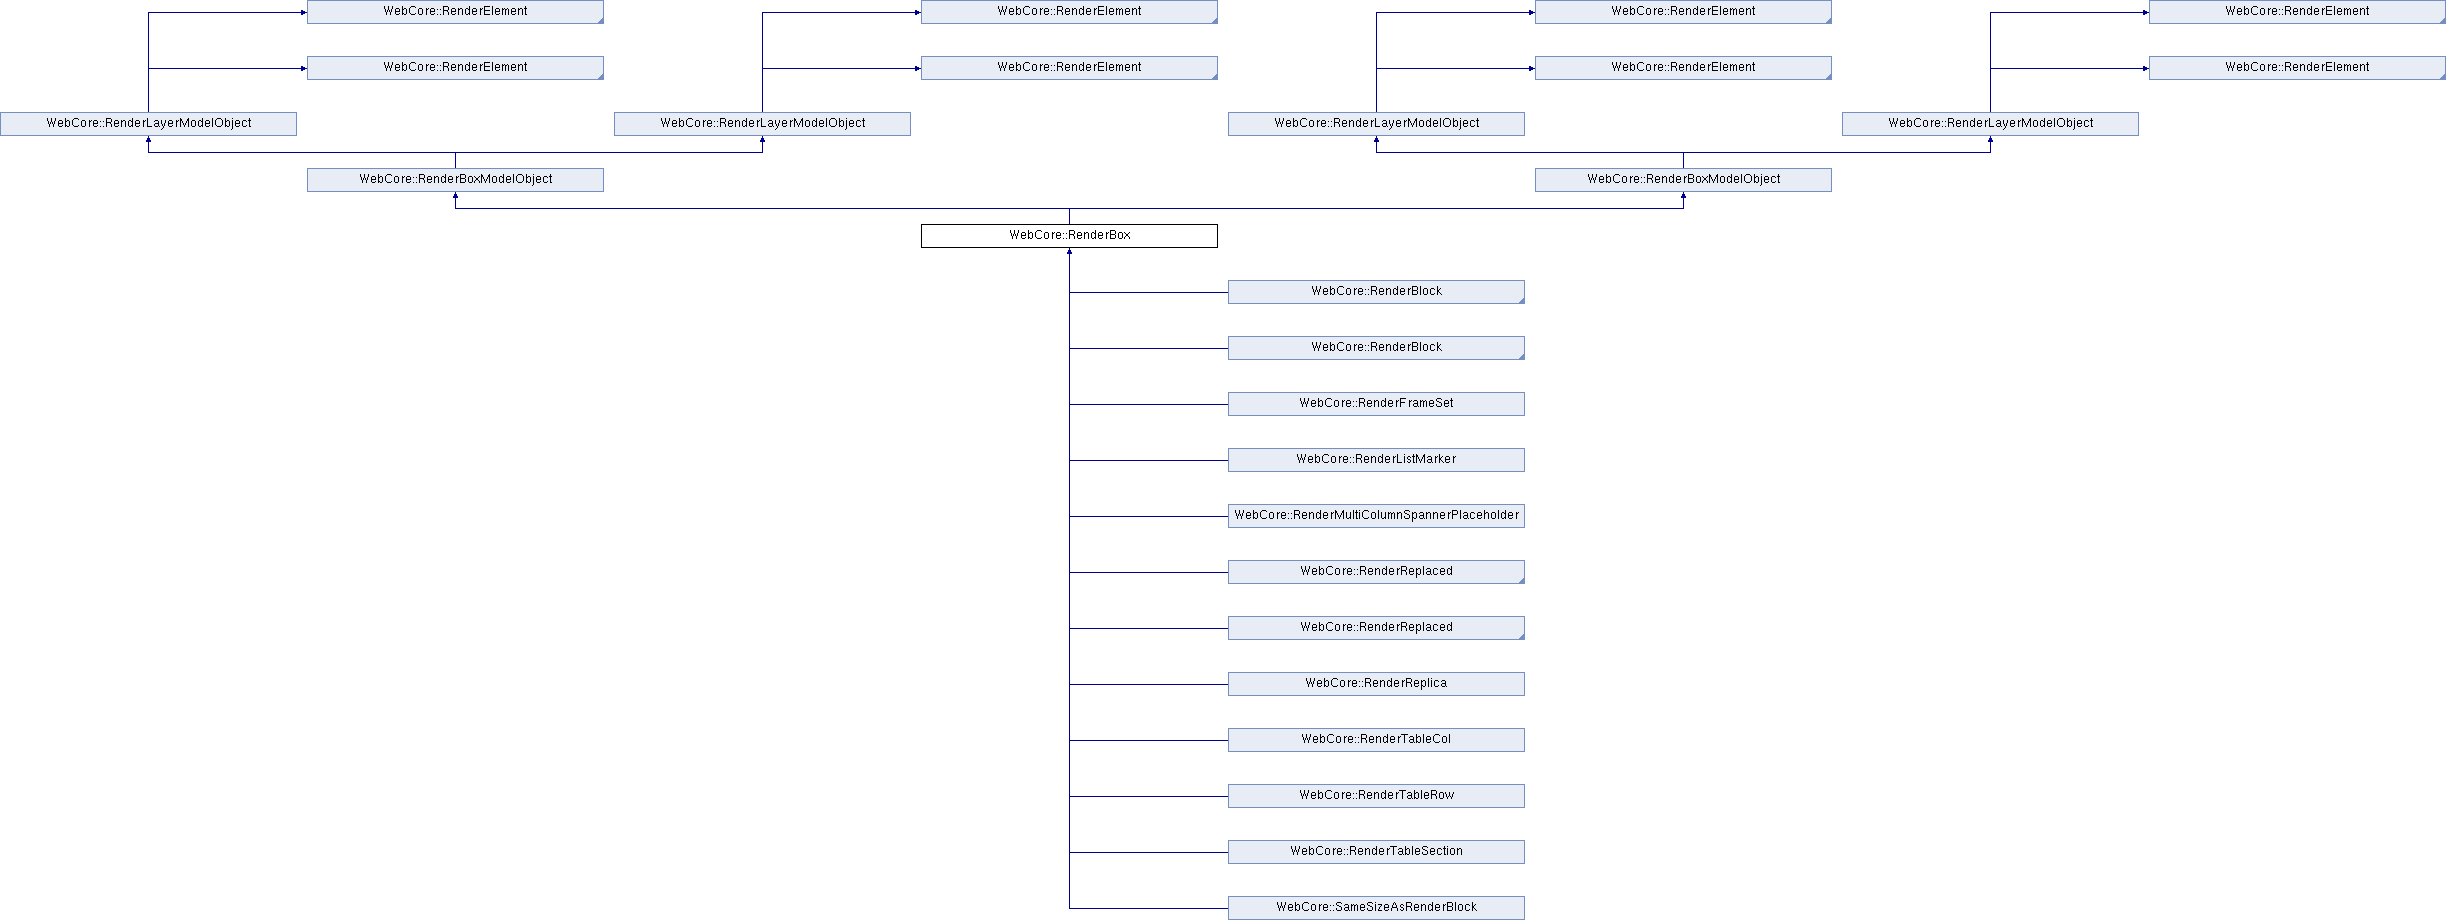 WebCore::RenderElement
WebCore::RenderElement
WebCore::RenderElement
WebCore::RenderElement
WebCore::RenderElement
WebCore::RenderElement
WebCore::RenderElement
WebCore::RenderElement
WebCore::RenderLayerModelObject
WebCore::RenderLayerModelObject
WebCore::RenderLayerModelObject
WebCore::RenderLayerModelObject
WebCore::RenderBoxModelObject
WebCore::RenderBoxModelObject
WebCore::RenderBox
WebCore::RenderBlock
WebCore::RenderBlock
WebCore::RenderFrameSet
WebCore::RenderListMarker
WebCore::RenderMultiColumnSpannerPlaceholder
WebCore::RenderReplaced
WebCore::RenderReplaced
WebCore::RenderReplica
WebCore::RenderTableCol
WebCore::RenderTableRow
WebCore::RenderTableSection
WebCore::SameSizeAsRenderBlock